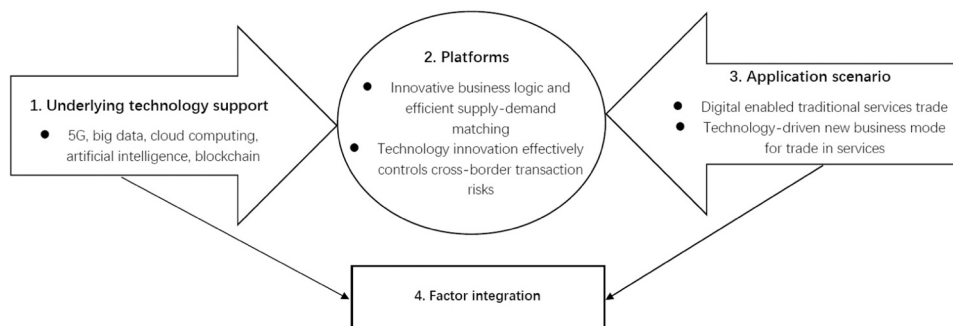 1. Underlying technology support
● 5G, big data, cloud computing,
artificial intelligence, blockchain
2. Platforms
● Innovative business logic and
efficient supply-demand
matching
● Technology innovation effectively
controls cross-border transaction
risks
3. Application scenario
● Digital enabled traditional services trade
● Technology-driven new business mode
for trade in services
4. Factor integration